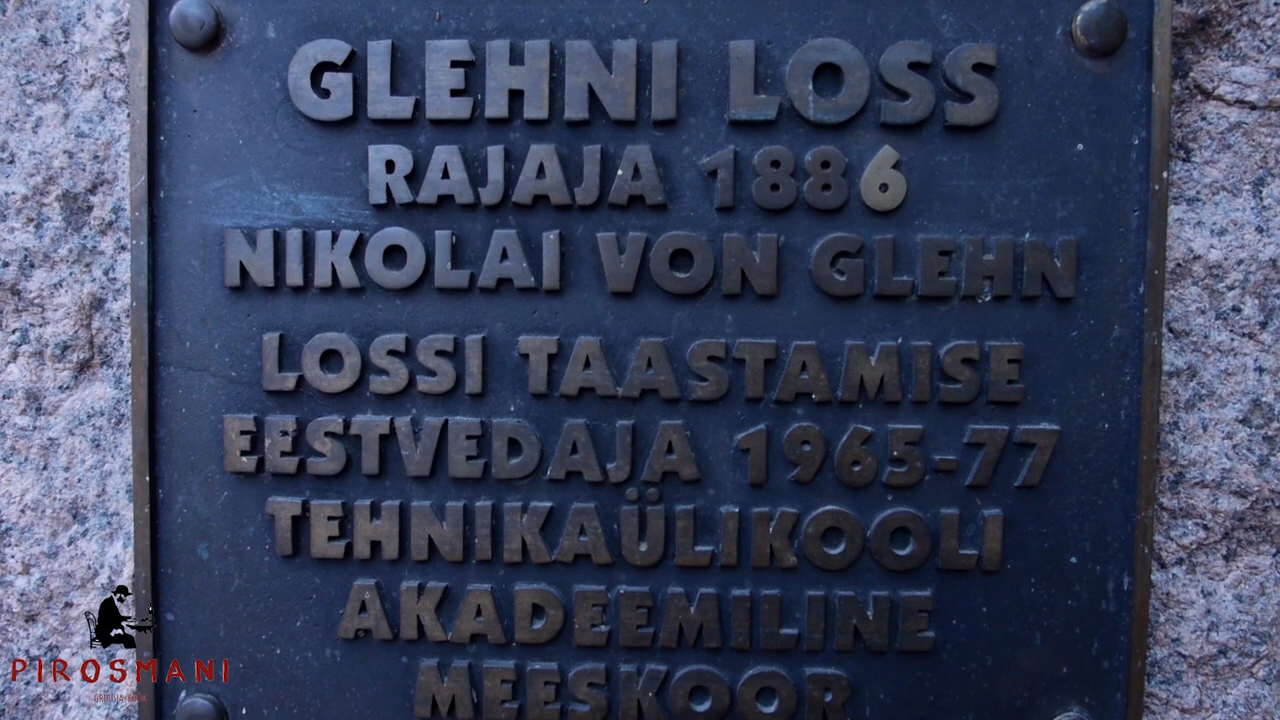 GLEHNI LOSS
RAJAJA 1886
NIKOLAI VON GLEHN
LOSSI TAASTAMISE
EESTVEDAJA 1965-77
TEHNIKAÜLIKOOLI
AKADEEMILINE
MEESKOOR
PIROSMANI